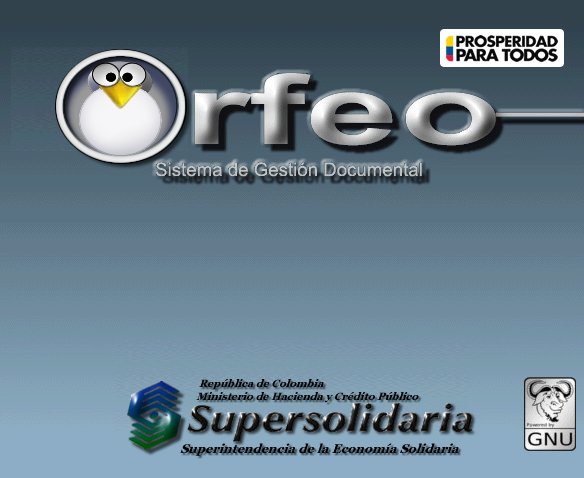 PROSPERIDAD
PARA TODOS
Orfeo
Sistema de Gestión Documental
República de Colombia
Ministerio de Hacienda y Crédito Público
Supersolidaria
Superintendencia de la Economía Solidaria
Powered by
GNU